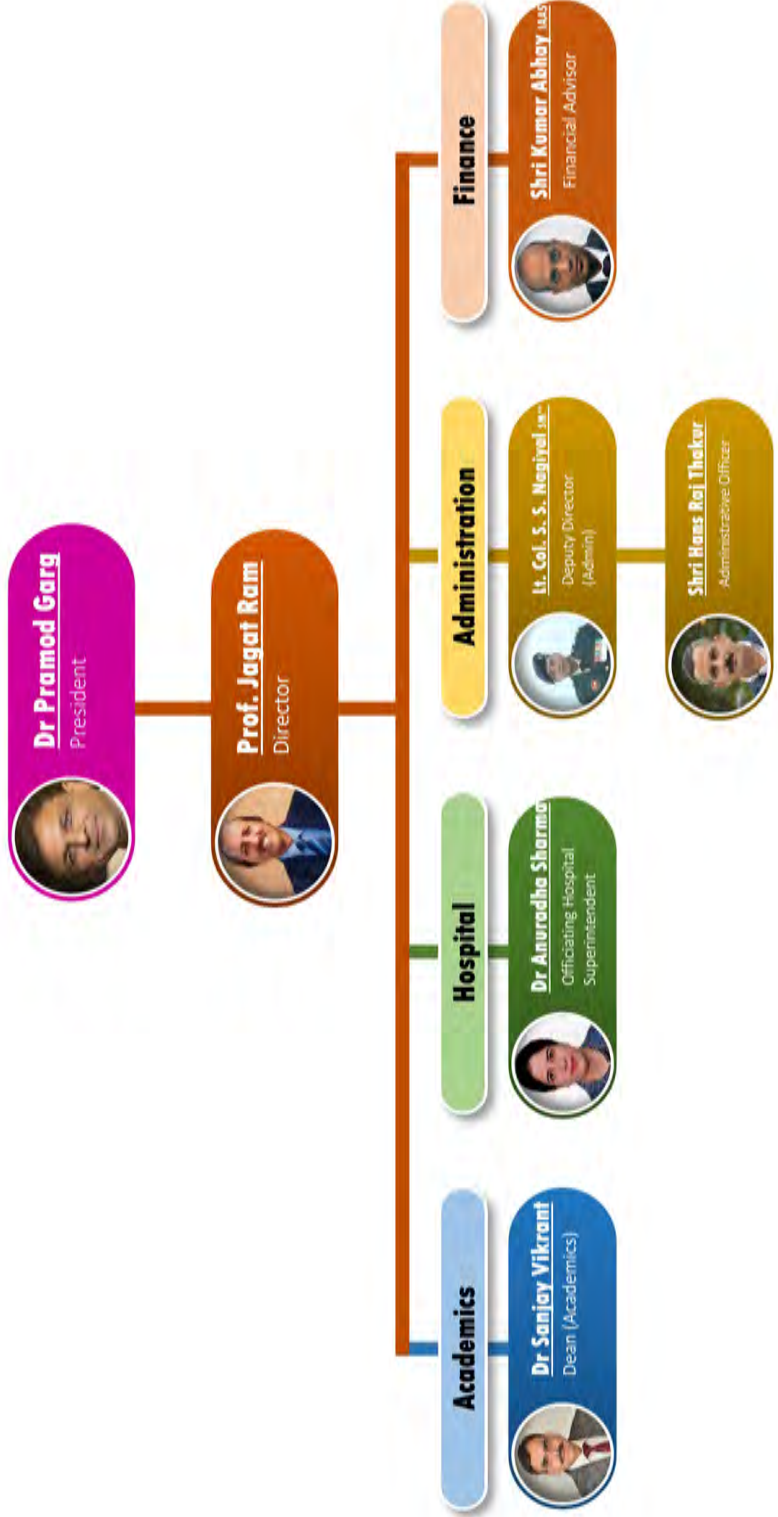 Dr Pramod Garg
President
Prof. Jagat Ram
Director
Academics
Hospital
Administration
Finance
Dr Sanjay Vikrant
Dean (Academics)
Dr Anuradha Sharma
Officiating Hospital
Superintendent
Lt. Col. S. S. Nagiyal
Deputy Director
(Admin)
Shri Kumar Abhay IAAS
Financial Advisor
Shri Hans Raj Thakur
Administrative Officer